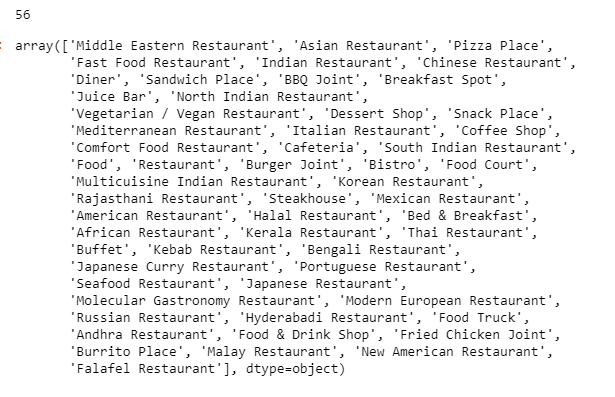 56
array(['Middle Eastern Restaurant', 'Asian Restaurant', 'Pizza Place',
'Fast Food Restaurant', 'Indian Restaurant', 'Chinese Restaurant',
'Diner', 'Sandwich Place', 'BBQ Joint', 'Breakfast Spot',
'Juice Bar', 'North Indian Restaurant',
'Vegetarian / Vegan Restaurant', 'Dessert Shop', 'Snack Place',
'Mediterranean Restaurant', 'Italian Restaurant', 'Coffee Shop',
'Comfort Food Restaurant', 'Cafeteria', 'South Indian Restaurant',
'Food', 'Restaurant', 'Burger Joint', 'Bistro', 'Food Court',
'Multicuisine Indian Restaurant', 'Korean Restaurant',
'Rajasthani Restaurant', 'Steakhouse', 'Mexican Restaurant',
'American Restaurant', 'Halal Restaurant', 'Bed & Breakfast',
'African Restaurant', 'Kerala Restaurant', 'Thai Restaurant',
'Buffet', 'Kebab Restaurant', 'Bengali Restaurant',
'Japanese Curry Restaurant', 'Portuguese Restaurant',
'Seafood Restaurant', 'Japanese Restaurant',
'Molecular Gastronomy Restaurant', 'Modern European Restaurant',
'Russian Restaurant', 'Hyderabadi Restaurant', 'Food Truck',
'Andhra Restaurant', 'Food & Drink Shop', 'Fried Chicken Joint',
'Burrito Place', 'Malay Restaurant', 'New American Restaurant',
'Falafel Restaurant'], dtype=object)